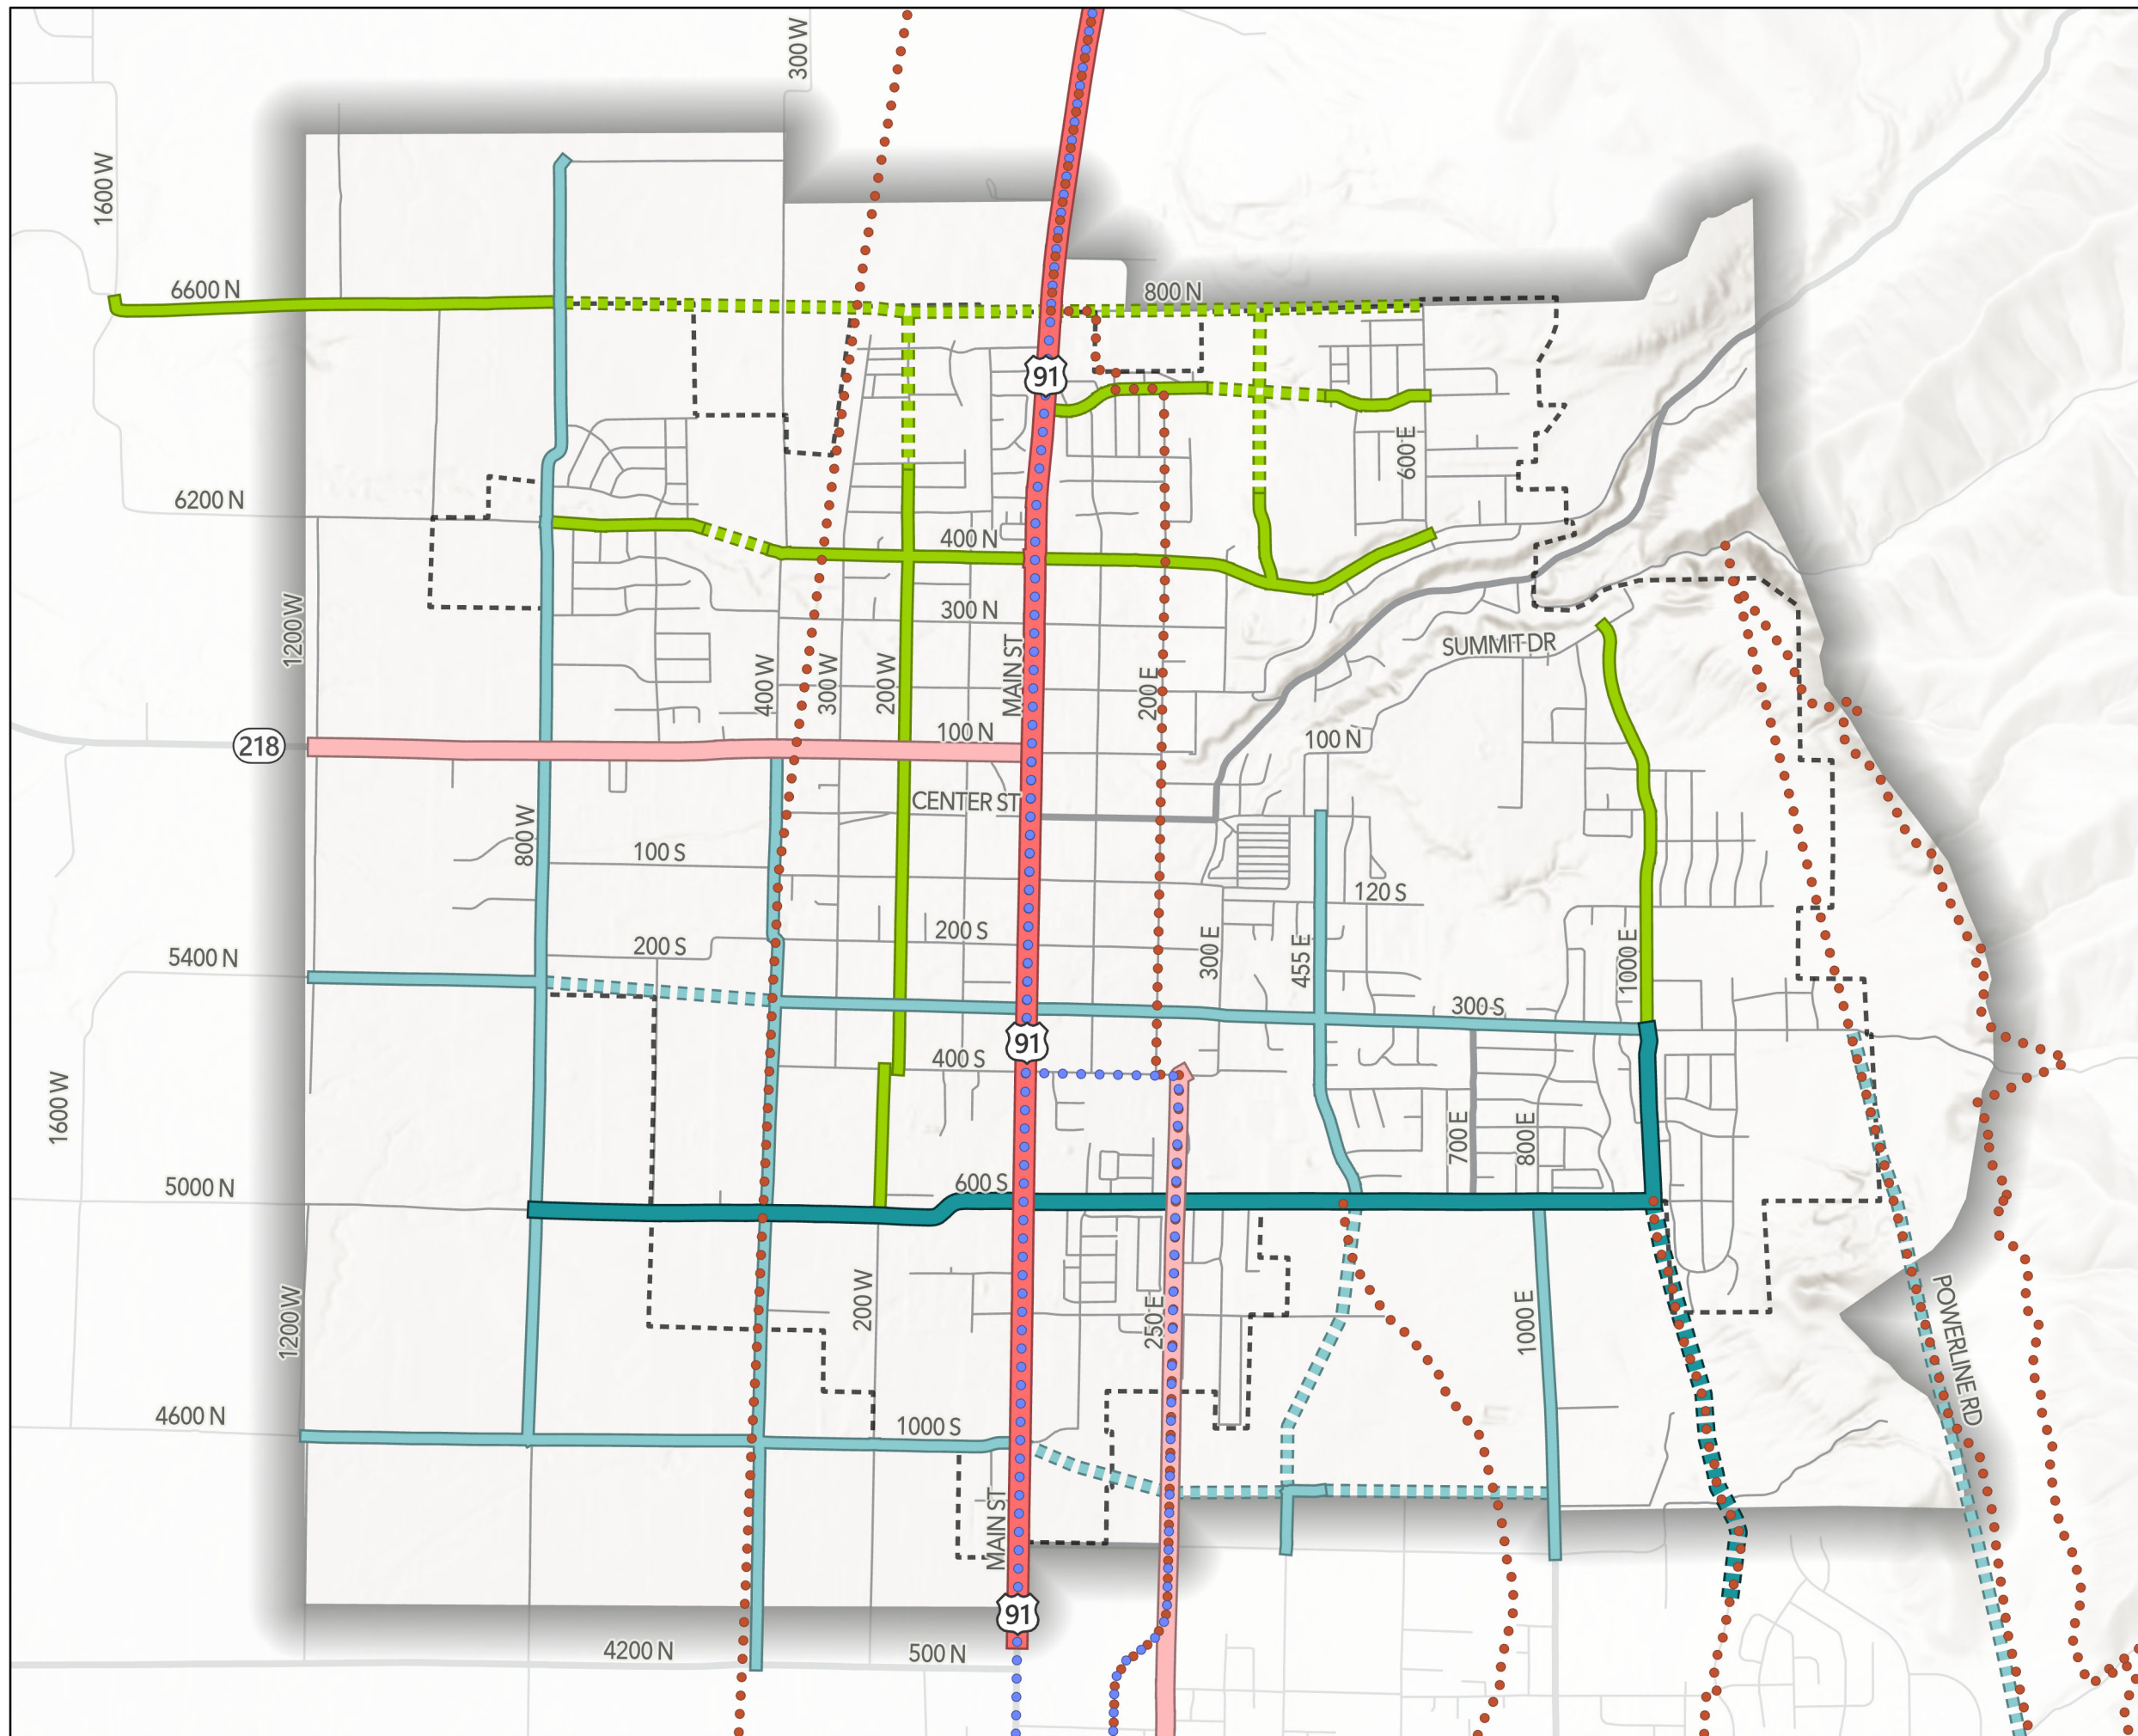 300 W
1600 W
6600 N
800 N
91
600 E
6200 N
400 N
300 N
1200 W
MAIN ST
SUMMIT DR
400 W
300 W
200 W
200 E
218
100 N
100 N
CENTER ST
800 W
100 S
120 S
200 S
200 S
300 E
455 E
1000 E
5400 N
300 S
91
400 S
1600 W
700 E
800 E
5000 N
600 S
200 W
1200 W
250 E
1000 E
POWERLINE RD
4600 N
1000 S
MAIN ST
91
4200 N
500 N